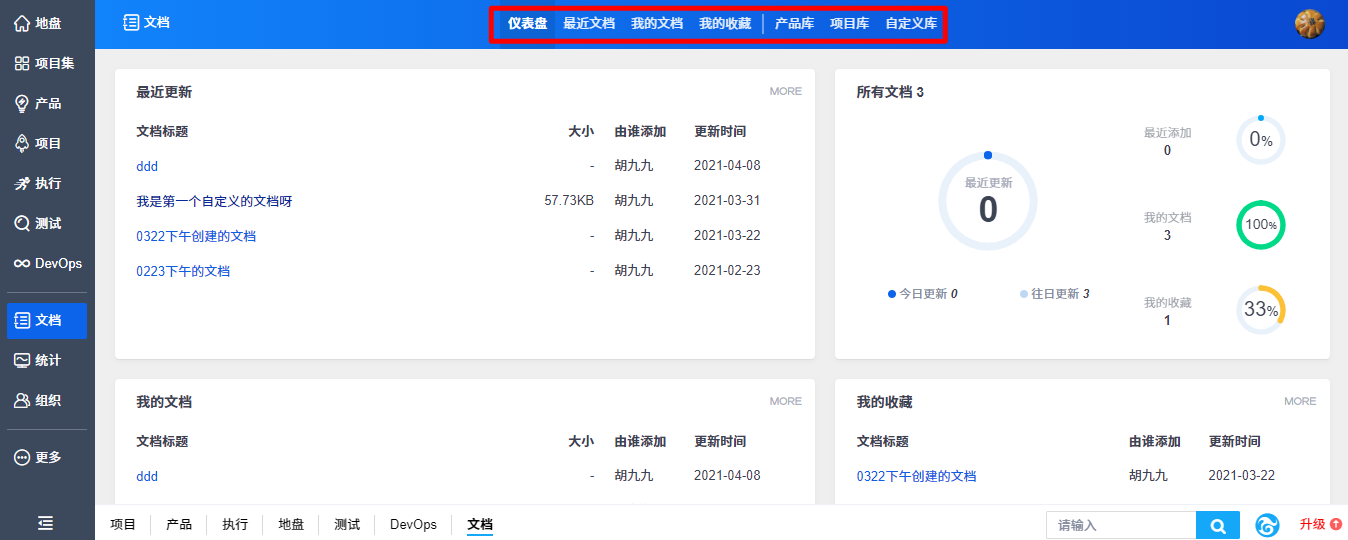 地盘
项目集
产品
项目
执行
测试
DevOps
文档
统计
组织
更多
文档
仪表盘 最近文档 我的文档 我的收藏 产品库 项目库 自定义库
最近更新 MORE
文档标题 大小 由谁添加 更新时间
ddd - 胡九九 2021-04-08
我是第一个自定义的文档呀 57.73KB 胡九九 2021-03-31
0322下午创建的文档 - 胡九九 2021-03-22
0223下午的文档 - 胡九九 2021-02-23
所有文档 3
最近更新
0
今日更新 0 往日更新 3
最近添加
0
0%
我的文档
3
100%
我的收藏
1
33%
我的文档 MORE
文档标题 大小 由谁添加 更新时间
ddd - 胡九九 2021-04-08
我的收藏 MORE
文档标题 由谁添加 更新时间
0322下午创建的文档 胡九九 2021-03-22
项目 产品 执行 地盘 测试 DevOps 文档 请输入 升级